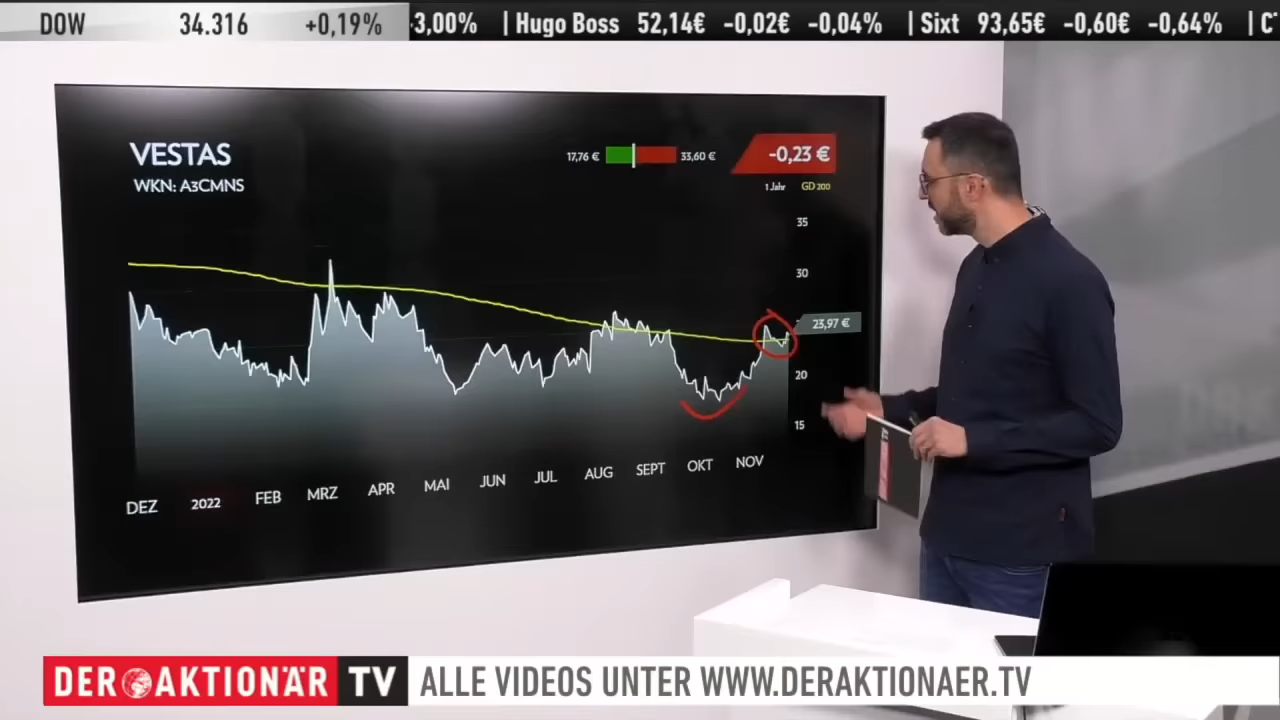 DOW 34.316 +0,19% -3,00% | Hugo Boss 52,14€ -0,02€ -0,04% | Sixt 93,65€ -0,60€ -0,64% |
VESTAS
WKN: A3CMNS
17,76 € 33,60 €
-0,23 €
1 Jahr GD 200
35
30
23,97 €
20
15
DEZ 2022 FEB MRZ APR MAI JUN JUL AUG SEPT OKT NOV
DER AKTIONÄR TV ALLE VIDEOS UNTER WWW.DERAKTIONAER.TV